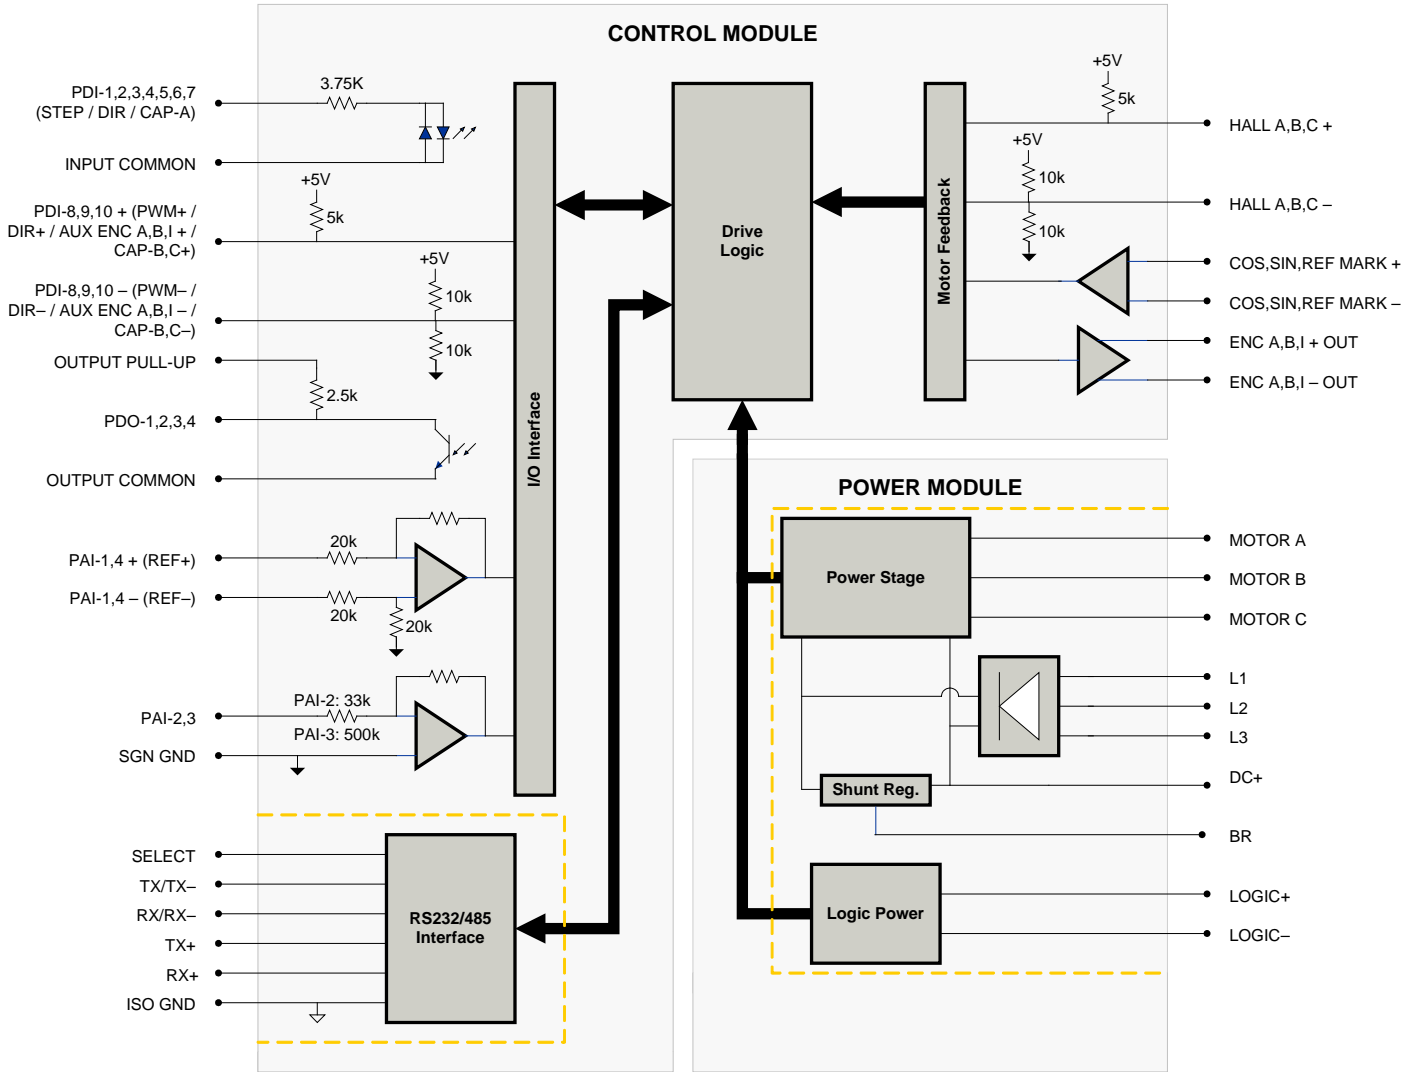 CONTROL MODULE
PDI-1,2,3,4,5,6,7
(STEP / DIR / CAP-A)
3.75K
INPUT COMMON
+5V
5k
PDI-8,9,10 + (PWM+ /
DIR+ / AUX ENC A,B,I + /
CAP-B,C+)
+5V
10k
10k
PDI-8,9,10 – (PWM– /
DIR– / AUX ENC A,B,I – /
CAP-B,C–)
OUTPUT PULL-UP
2.5k
PDO-1,2,3,4
OUTPUT COMMON
20k
PAI-1,4 + (REF+)
PAI-1,4 – (REF–)
20k
20k
PAI-2: 33k
PAI-2,3
PAI-3: 500k
SGN GND
I/O Interface
Drive
Logic
Motor Feedback
+5V
5k
HALL A,B,C +
+5V
10k
HALL A,B,C –
10k
COS,SIN,REF MARK +
COS,SIN,REF MARK –
ENC A,B,I + OUT
ENC A,B,I – OUT
SELECT
TX/TX–
RX/RX–
TX+
RX+
ISO GND
RS232/485
Interface
POWER MODULE
Power Stage
MOTOR A
MOTOR B
MOTOR C
L1
L2
L3
DC+
Shunt Reg.
BR
Logic Power
LOGIC+
LOGIC–